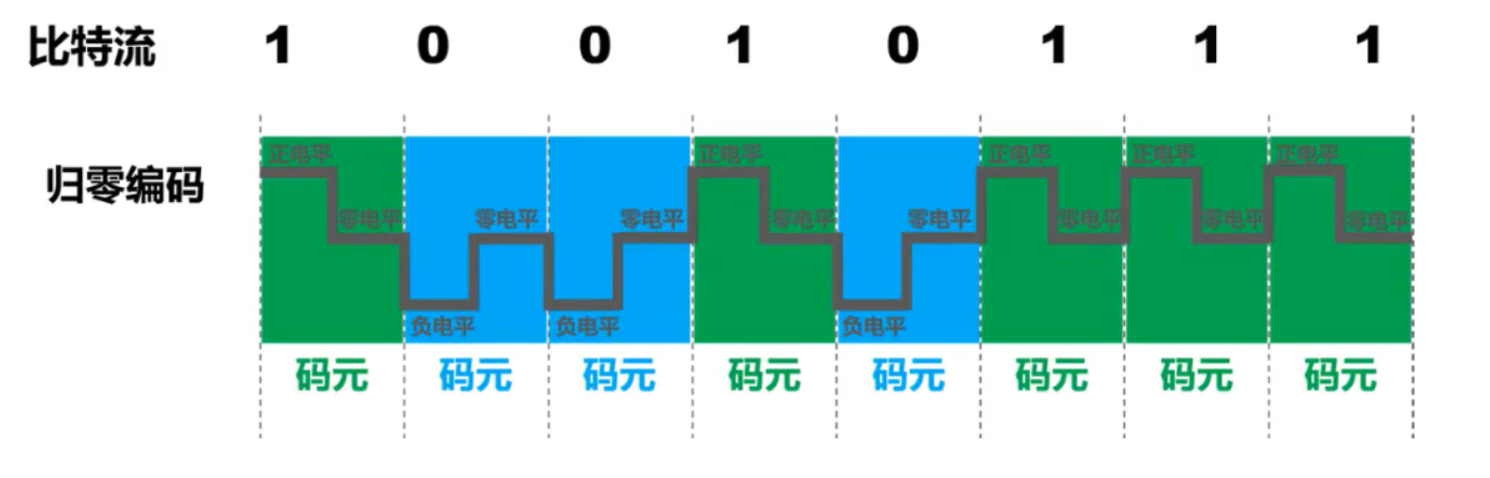 比特流 1 0 0 1 0 1 1 1
正电平 正电平 正电平 正电平 正电平
归零编码
零电平 零电平 零电平 零电平 零电平 零电平 零电平 零电平
负电平 负电平 负电平
码元 码元 码元 码元 码元 码元 码元 码元